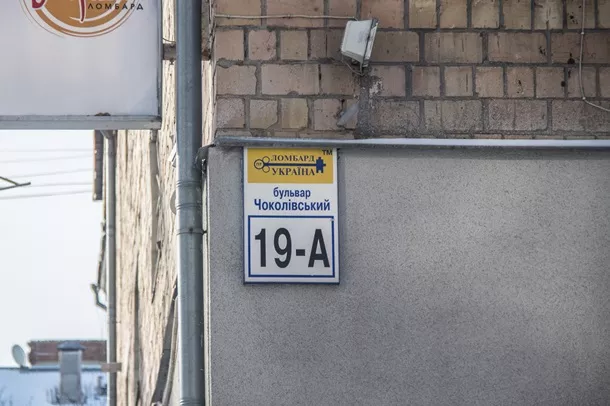 ЛОМБАРД
ЛОМБАРД
TM
УКРАЇНА
бульвар
Чоколівський
19-А